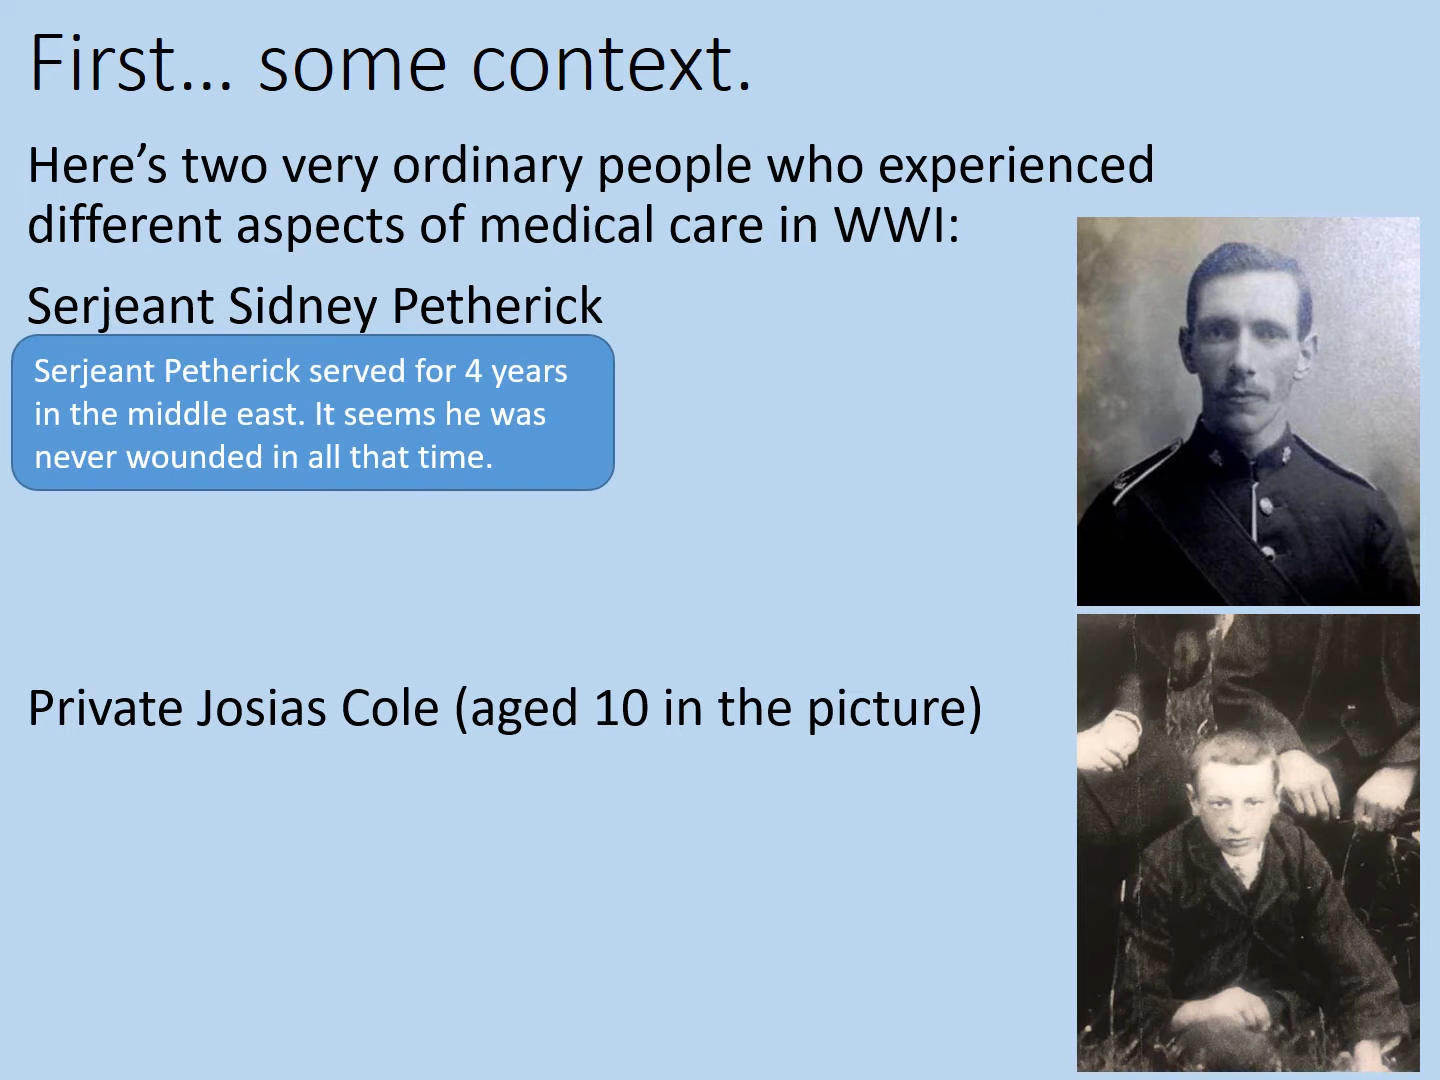 First… some context.
Here’s two very ordinary people who experienced
different aspects of medical care in WWI:
Serjeant Sidney Petherick
Serjeant Petherick served for 4 years
in the middle east. It seems he was
never wounded in all that time.
Private Josias Cole (aged 10 in the picture)